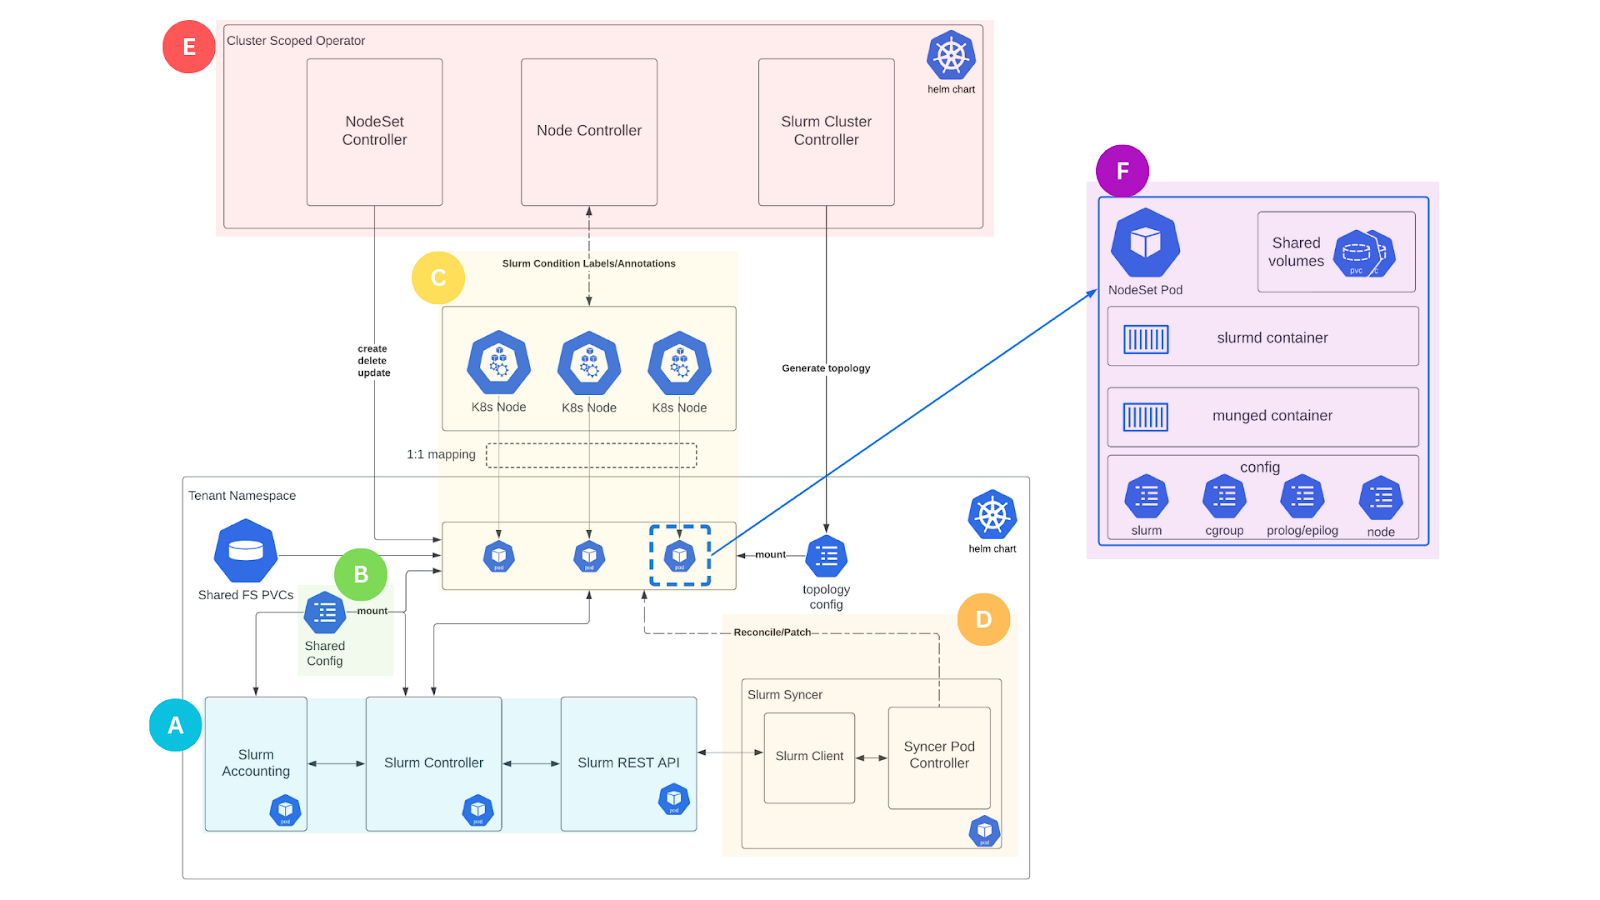 E
Cluster Scoped Operator
helm chart
NodeSet
Controller
Node Controller
Slurm Cluster
Controller
F
C
Slurm Condition Labels/Annotations
NodeSet Pod
Shared
volumes
pvc
c
slurmd container
munged container
config
slurm
cgroup
prolog/epilog
node
create
delete
update
Generate topology
K8s Node
K8s Node
K8s Node
1:1 mapping
Tenant Namespace
helm chart
Shared FS PVCs
pod
pod
pod
mount
topology
config
B
mount
Shared
Config
D
Reconcile/Patch
A
Slurm
Accounting
pod
Slurm Controller
pod
Slurm REST API
pod
Slurm Syncer
Slurm Client
Syncer Pod
Controller
pod